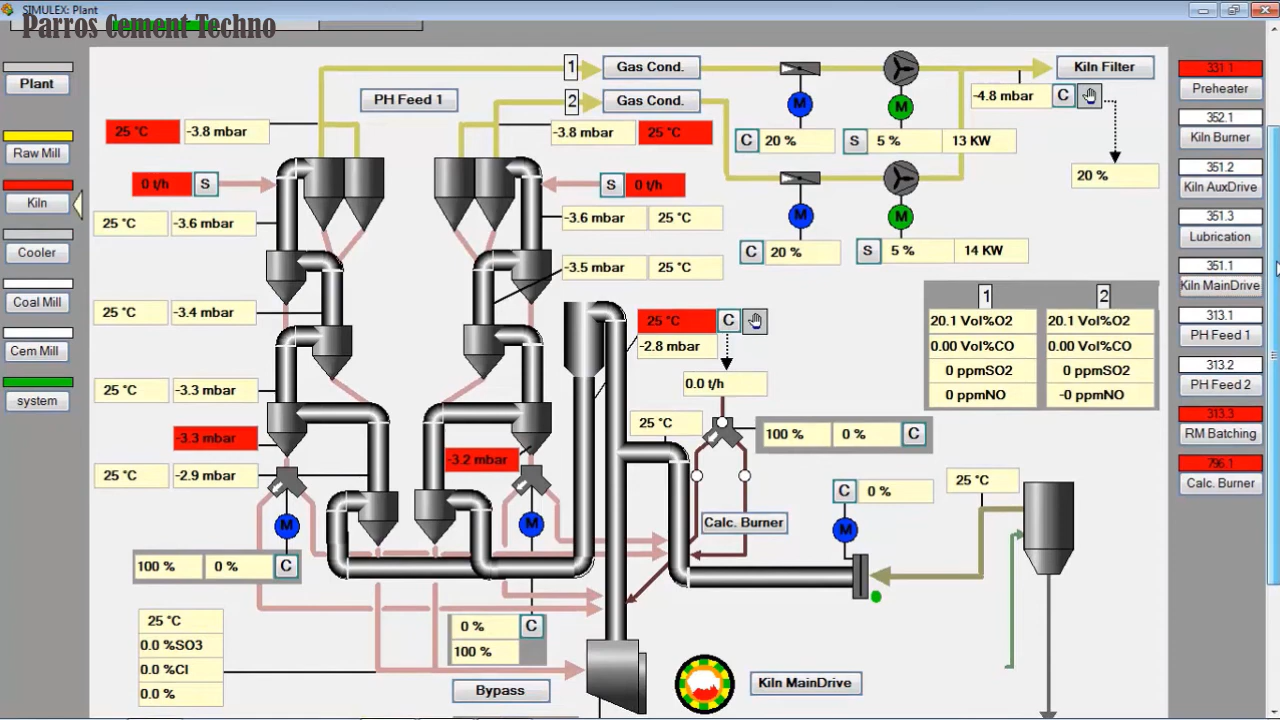 SIMULEX: Plant
Parros Cement Techno
Plant
Raw Mill
Kiln
Cooler
Coal Mill
Cem Mill
system
PH Feed 1
1
Gas Cond.
2
Gas Cond.
Kiln Filter
-4.8 mbar
C
20 %
25 °C
-3.8 mbar
-3.8 mbar
25 °C
C
20 %
S
5 %
13 KW
0 t/h
S
S
0 t/h
M
M
25 °C
-3.6 mbar
-3.6 mbar
25 °C
C
20 %
S
5 %
14 KW
-3.5 mbar
25 °C
25 °C
-3.4 mbar
25 °C
C
-2.8 mbar
1
2
20.1 Vol%O2
20.1 Vol%O2
0.00 Vol%CO
0.00 Vol%CO
0 ppmSO2
0 ppmSO2
0 ppmNO
-0 ppmNO
25 °C
-3.3 mbar
0.0 t/h
25 °C
100 %
0 %
C
-3.3 mbar
-3.2 mbar
25 °C
-2.9 mbar
25 °C
C
0 %
M
M
Calc. Burner
M
M
M
100 %
0 %
C
0 %
C
100 %
25 °C
0.0 %SO3
0.0 %Cl
0.0 %
Bypass
Kiln MainDrive
331.1
Preheater
352.1
Kiln Burner
351.2
Kiln AuxDrive
351.3
Lubrication
351.1
Kiln MainDrive
313.1
PH Feed 1
313.2
PH Feed 2
313.3
RM Batching
796.1
Calc. Burner